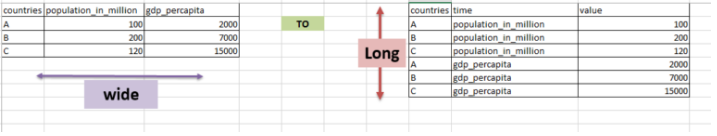 countries population_in_million gdp_percapita
A 100 2000
B 200 7000
C 120 15000
wide
TO
Long
countries time value
A population_in_million 100
B population_in_million 200
C population_in_million 120
A gdp_percapita 2000
B gdp_percapita 7000
C gdp_percapita 15000